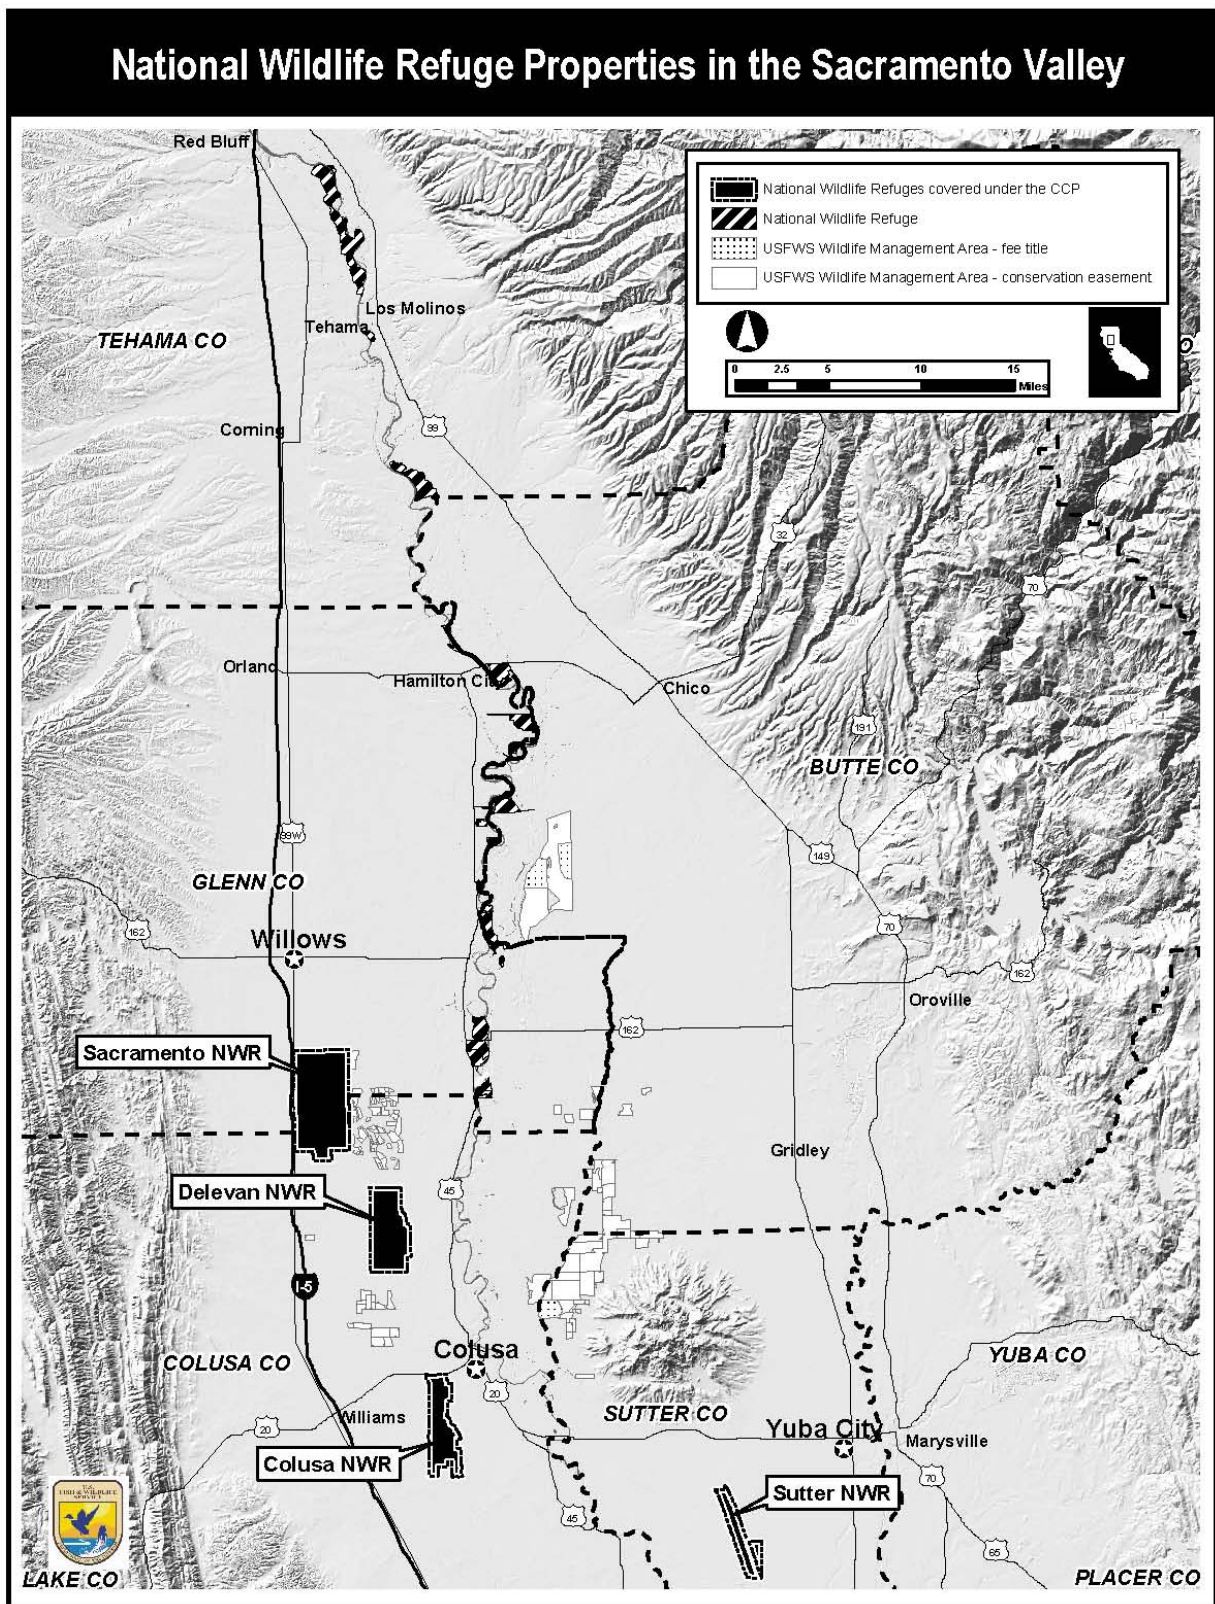 National Wildlife Refuge Properties in the Sacramento Valley
Red Bluff
National Wildlife Refuges covered under the CCP
National Wildlife Refuge
USFWS Wildlife Management Area - fee title
USFWS Wildlife Management Area - conservation easement
Los Molinos
Tehama
TEHAMA CO
O
0 2.5 5 10 15
Miles
Corning
99
32
70
Orland
Hamilton City
Chico
191
BUTTE CO
99W
149
GLENN CO
162
Willows
70
162
Oroville
162
Sacramento NWR
Gridley
Delevan NWR
45
I-5
Colusa
COLUSA CO
YUBA CO
20
SUTTER CO
Williams
20
Yuba City
Marysville
Colusa NWR
70
Sutter NWR
45
65
U.S.
FISH & WILDLIFE
SERVICE
LAKE CO
PLACER CO